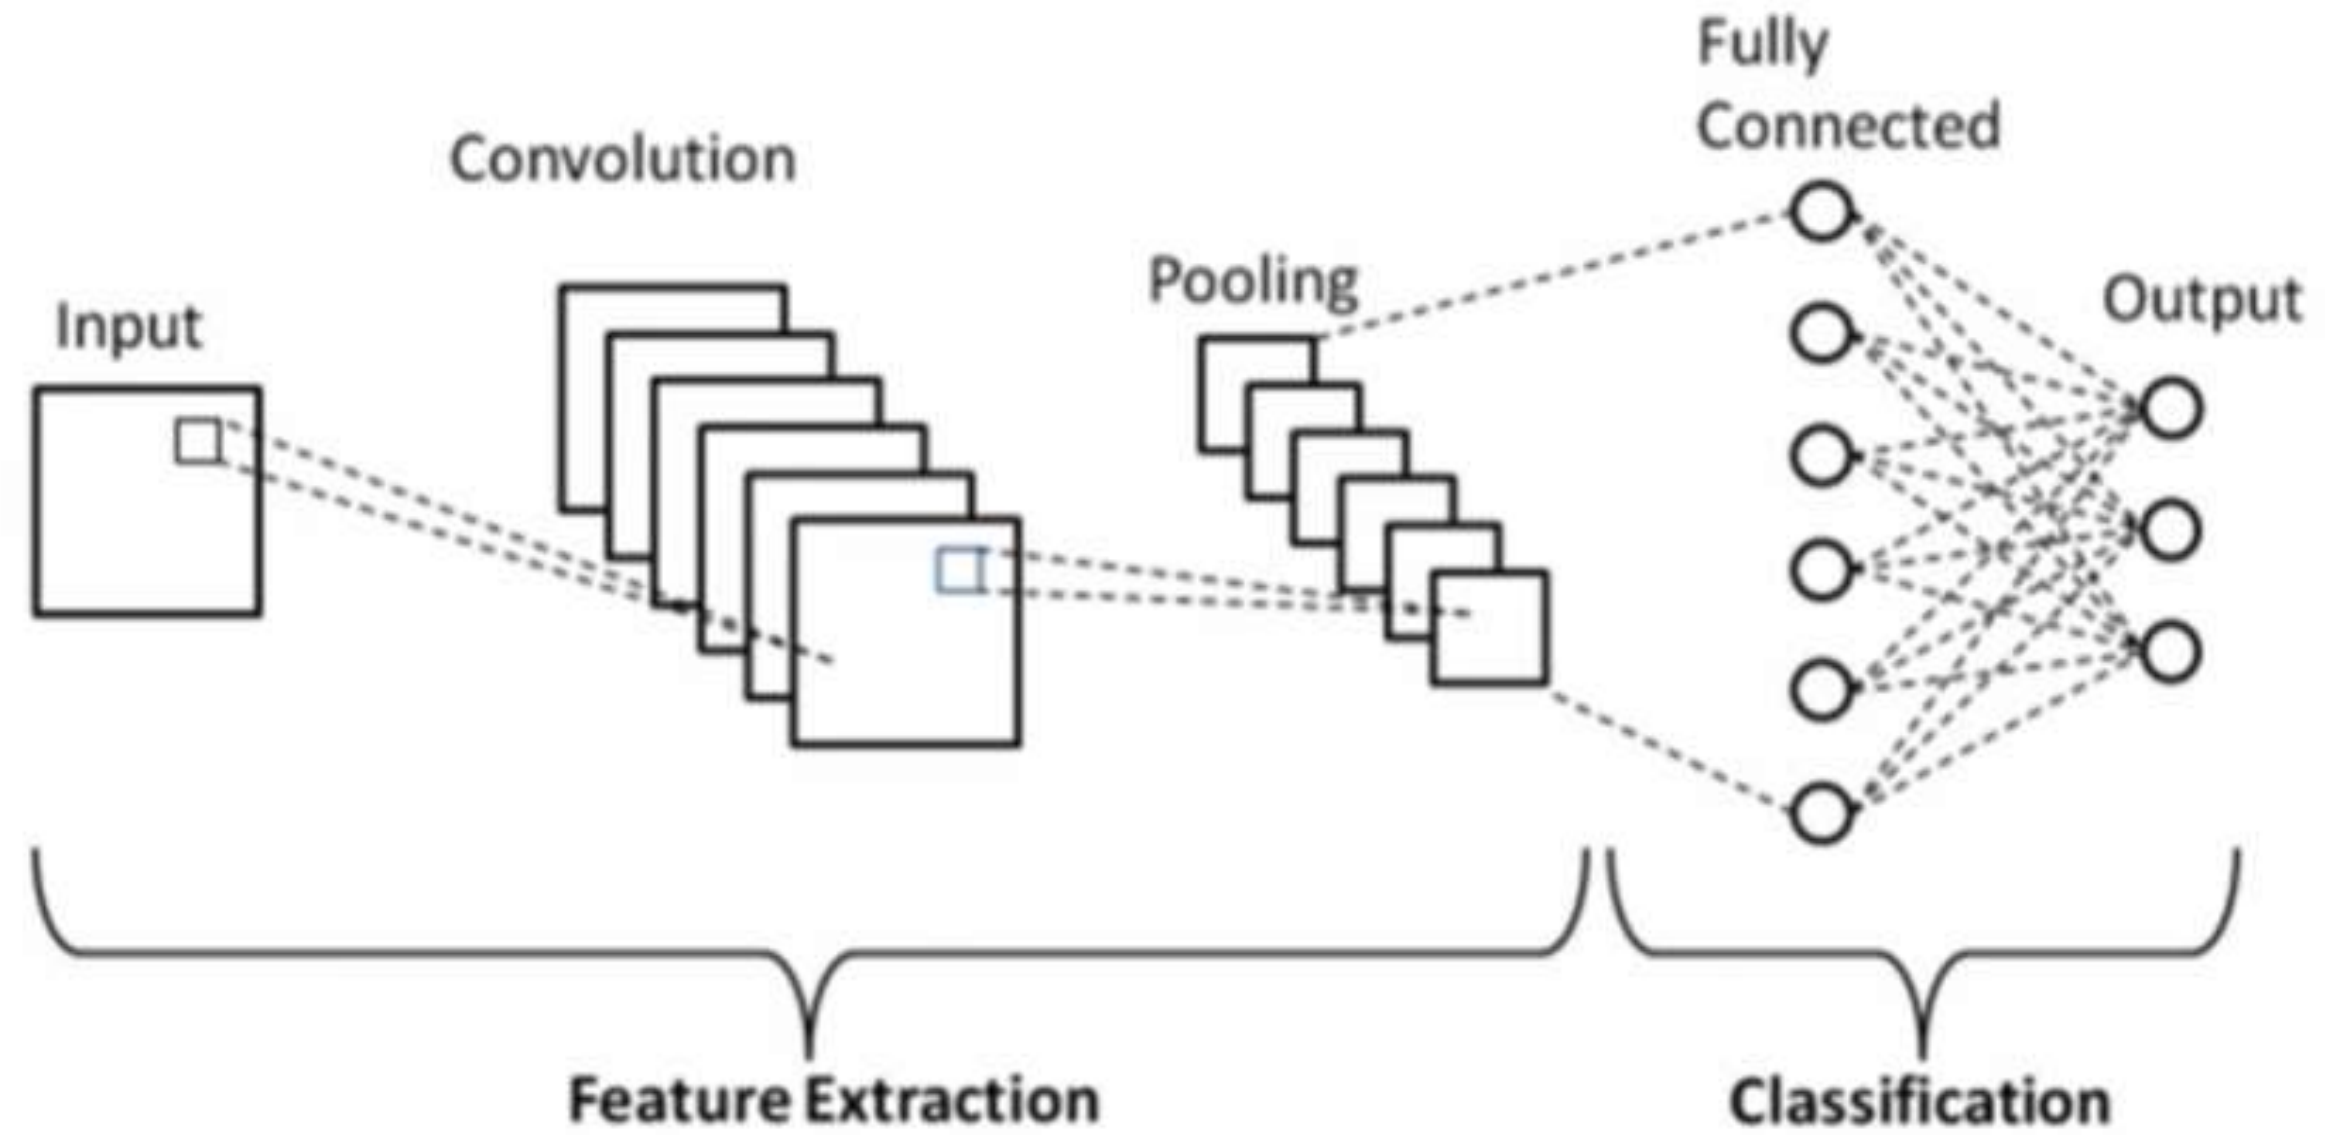 Input
Convolution
Pooling
Fully
Connected
Output
Feature Extraction
Classification